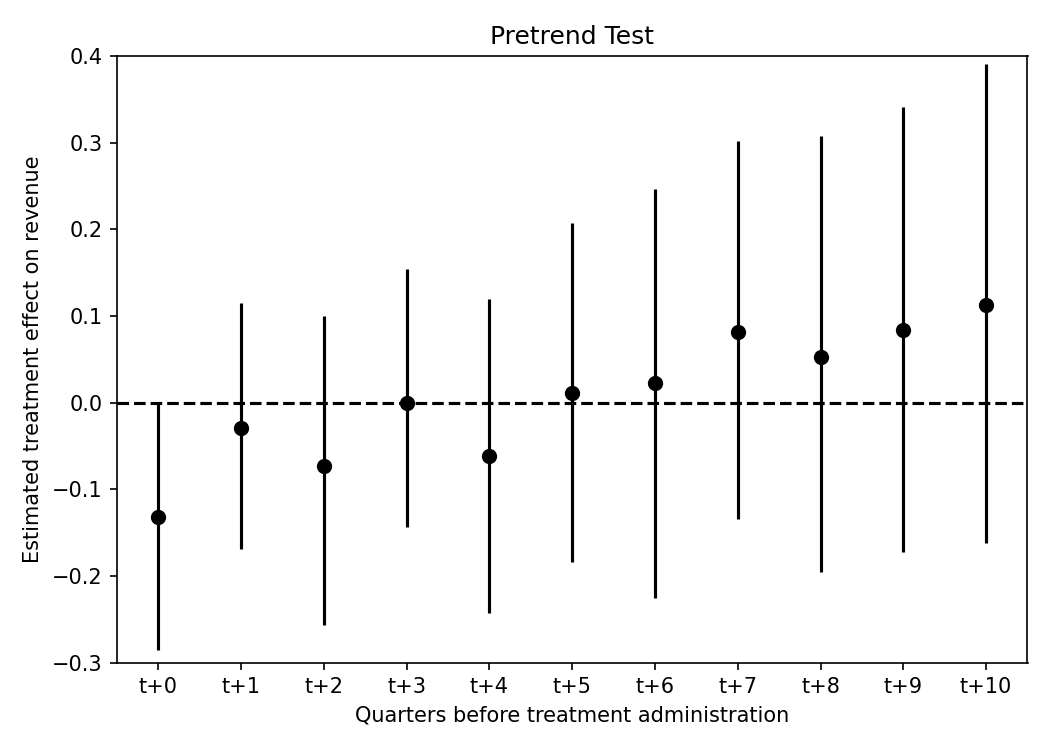 Pretrend Test
Estimated treatment effect on revenue
0.4
0.3
0.2
0.1
0.0
−0.1
−0.2
−0.3
t+0 t+1 t+2 t+3 t+4 t+5 t+6 t+7 t+8 t+9 t+10
Quarters before treatment administration